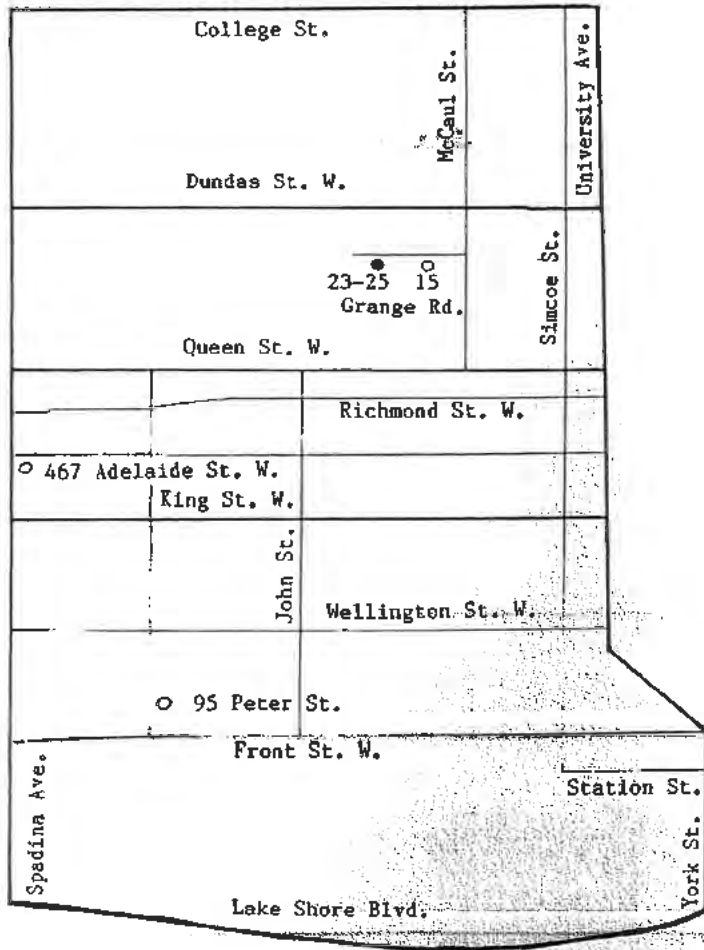 College St.
McCaul St.
University Ave.
Dundas St. W.
23-25 15
Grange Rd.
Simcoe St.
Queen St. W.
Richmond St. W.
467 Adelaide St. W.
King St. W.
John St.
Wellington St. W.
95 Peter St.
Front St. W.
Spadina Ave.
Station St.
York St.
Lake Shore Blvd.